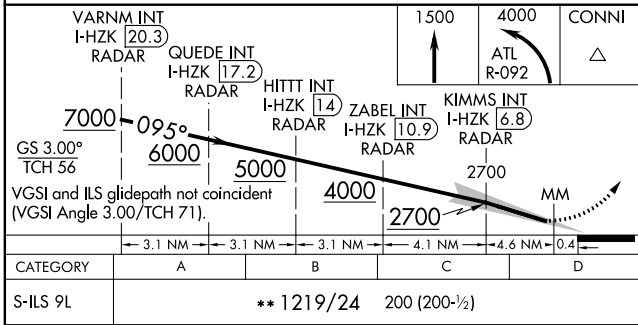 VARNM INT
I-HZK 20.3
RADAR
QUEDE INT
I-HZK 17.2
RADAR
HITTT INT
I-HZK 14
RADAR
ZABEL INT
I-HZK 10.9
RADAR
KIMMS INT
I-HZK 6.8
RADAR
1500
4000
ATL
R-092
CONNI
7000
095°
6000
5000
4000
2700
2700
MM
GS 3.00°
TCH 56
VGSI and ILS glidepath not coincident
(VGSI Angle 3.00/TCH 71).
3.1 NM
3.1 NM
3.1 NM
4.1 NM
4.6 NM
0.4
CATEGORY A B C D
S-ILS 9L ** 1219/24 200 (200-½)